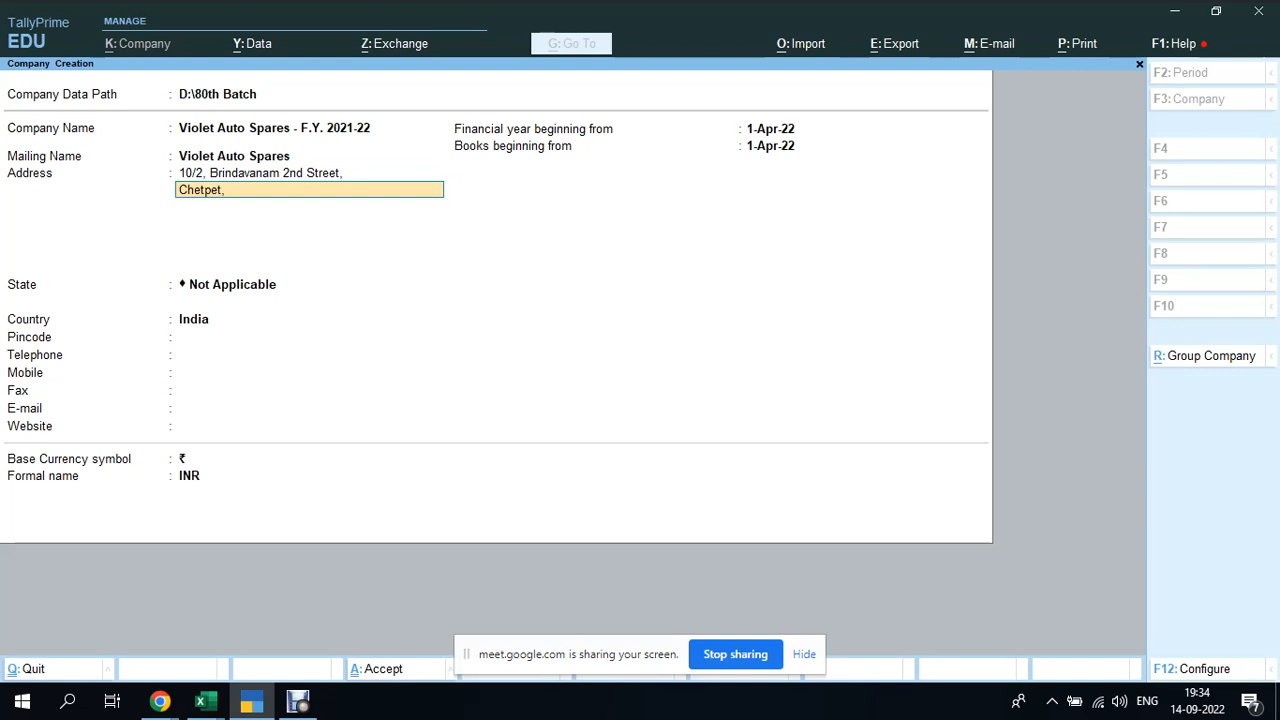 TallyPrime
EDU
MANAGE
K: Company
Y: Data
Z: Exchange
G: Go To
O: Import
E: Export
M: E-mail
P: Print
F1: Help
Company Creation
F2: Period
F3: Company
F4
F5
F6
F7
F8
F9
F10
R: Group Company
Company Data Path : D:\80th Batch
Company Name : Violet Auto Spares - F.Y. 2021-22
Financial year beginning from : 1-Apr-22
Books beginning from : 1-Apr-22
Mailing Name : Violet Auto Spares
Address : 10/2, Brindavanam 2nd Street,
Chetpet,
State : ♦ Not Applicable
Country : India
Pincode :
Telephone :
Mobile :
Fax :
E-mail :
Website :
Base Currency symbol : ₹
Formal name : INR
meet.google.com is sharing your screen.
Stop sharing
Hide
Q: Quit
A: Accept
F12: Configure
ENG
19:34
14-09-2022
7